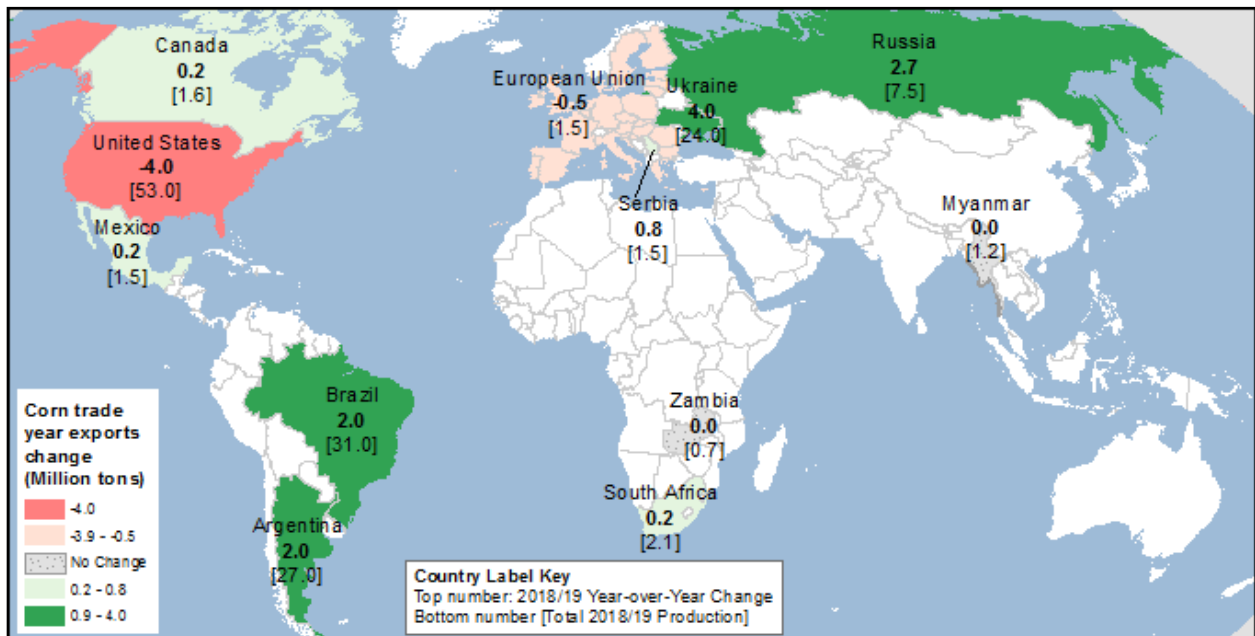 Canada
0.2
[1.6]
Russia
2.7
[7.5]
European Union
-0.5
[1.5]
Ukraine
4.0
[24.0]
United States
-4.0
[53.0]
Mexico
0.2
[1.5]
Serbia
0.8
[1.5]
Myanmar
0.0
[1.2]
Brazil
2.0
[31.0]
Zambia
0.0
[0.7]
South Africa
0.2
[2.1]
Argentina
2.0
[27.0]
Corn trade
year exports
change
(Million tons)
-4.0
-3.9 - -0.5
No Change
0.2 - 0.8
0.9 - 4.0
Country Label Key
Top number: 2018/19 Year-over-Year Change
Bottom number [Total 2018/19 Production]